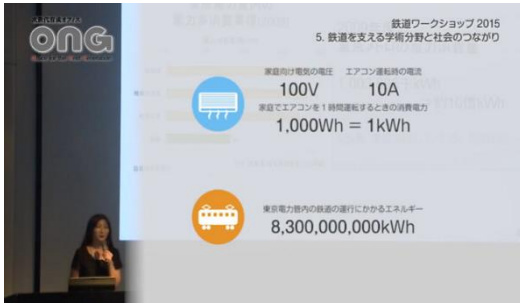 ONG
鉄道ワークショップ 2015
5. 鉄道を支える学術分野と社会のつながり
家庭向け電気の電圧 エアコン運転時の電流
100V 10A
家庭でエアコンを1時間運転するときの消費電力
1,000Wh = 1kWh
東京電力管内の鉄道の運行にかかるエネルギー
8,300,000,000kWh